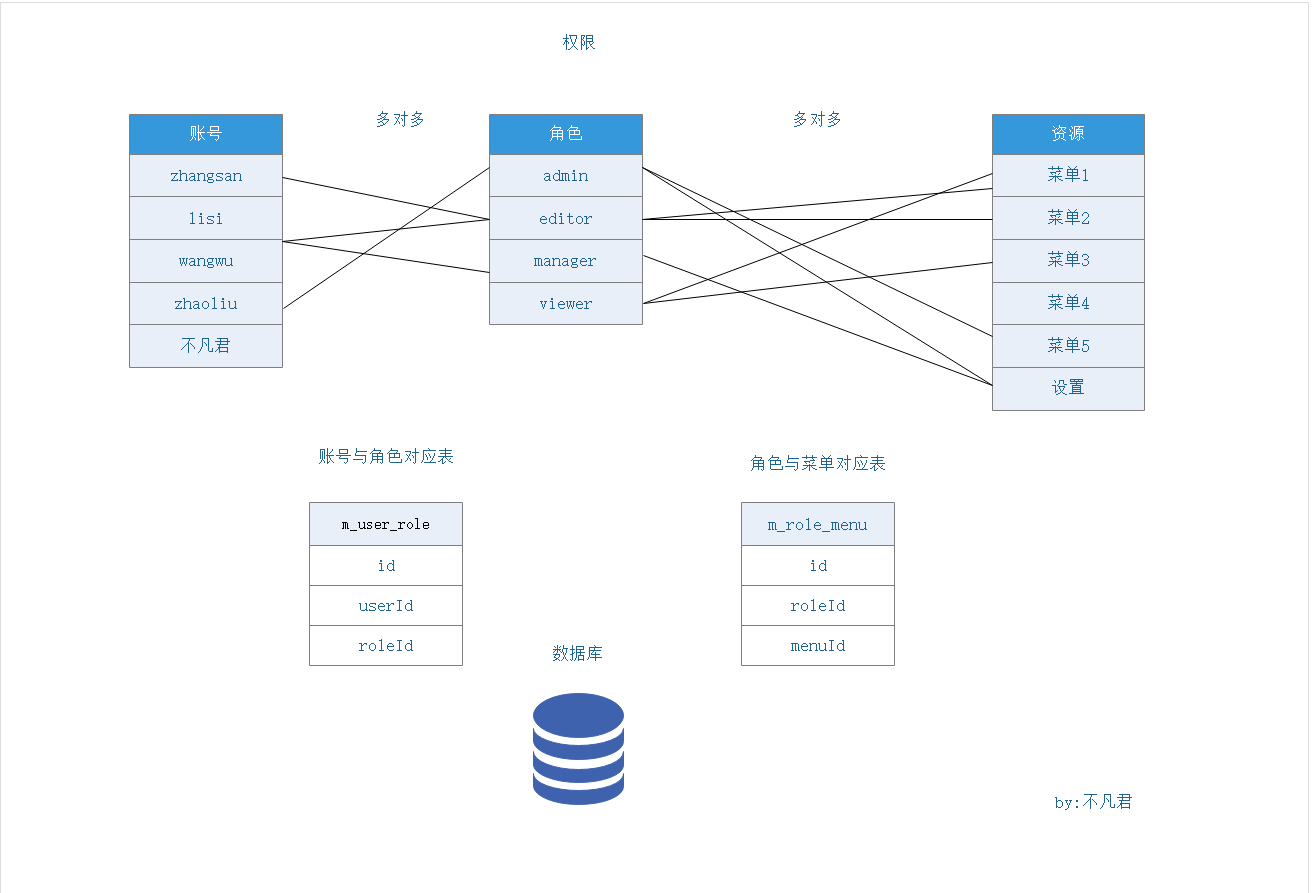 权限
多对多
多对多
账号
zhangsan
lisi
wangwu
zhaoliu
不凡君
角色
admin
editor
manager
viewer
资源
菜单1
菜单2
菜单3
菜单4
菜单5
设置
账号与角色对应表
m_user_role
id
userId
roleId
角色与菜单对应表
m_role_menu
id
roleId
menuId
数据库
by:不凡君